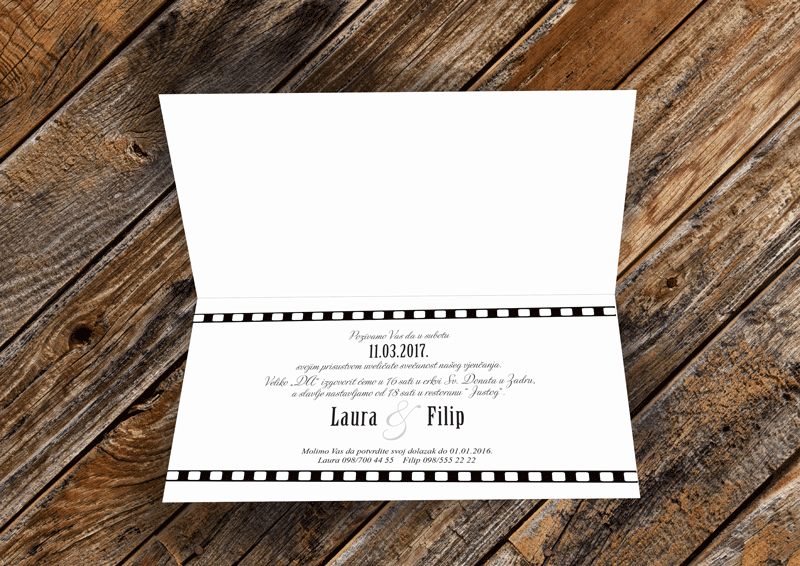 Pozivamo Vas da u subotu
11.03.2017.
svojim prisustvom uveličate svečanost našeg vjenčanja.
Veliko „DA" izgovorit ćemo u 16 sati u crkvi Sv. Donata u Zadru,
a slavlje nastavljamo od 18 sati u restoranu "Justog".
Laura & Filip
Molimo Vas da potvrdite svoj dolazak do 01.01.2016.
Laura 098/700 44 55 Filip 098/555 22 22